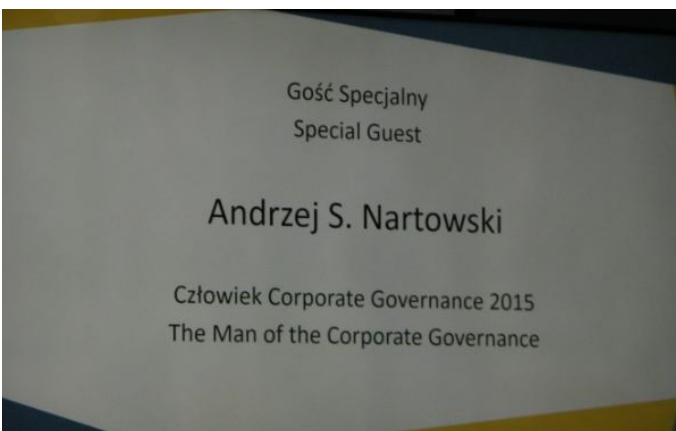 Gość Specjalny
Special Guest
Andrzej S. Nartowski
Człowiek Corporate Governance 2015
The Man of the Corporate Governance